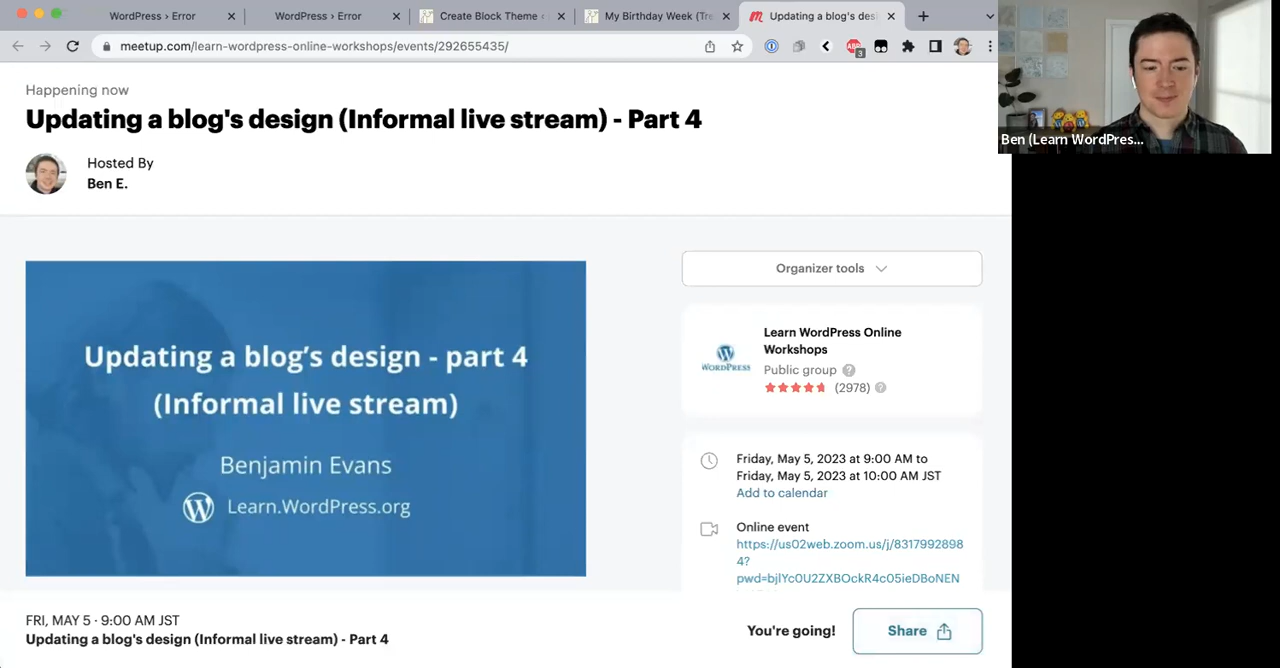 WordPress › Error
WordPress › Error
Create Block Theme ‹
My Birthday Week (Tre
Updating a blog's desi
meetup.com/learn-wordpress-online-workshops/events/292655435/
ABP
3
Ben (Learn WordPres...
Happening now
Updating a blog's design (Informal live stream) - Part 4
Hosted By
Ben E.
Organizer tools
Updating a blog's design - part 4
(Informal live stream)
Benjamin Evans
Learn.WordPress.org
WORDPRESS
Learn WordPress Online
Workshops
Public group
(2978)
Friday, May 5, 2023 at 9:00 AM to
Friday, May 5, 2023 at 10:00 AM JST
Add to calendar
Online event
https://us02web.zoom.us/j/8317992898
4?
pwd=bjlYc0U2ZXBOckR4c05ieDBoNEN
FRI, MAY 5 · 9:00 AM JST
Updating a blog's design (Informal live stream) - Part 4
You're going!
Share